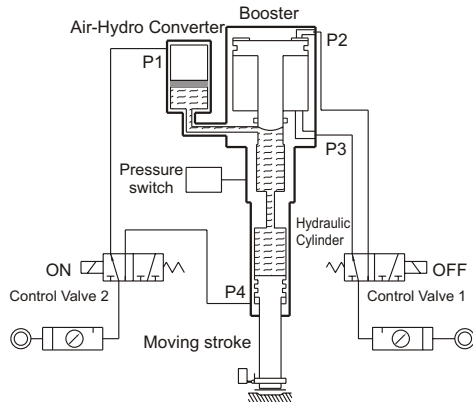 Booster
Air-Hydro Converter
P1
P2
P3
Pressure
switch
Hydraulic
Cylinder
ON
OFF
Control Valve 2
P4
Control Valve 1
Moving stroke